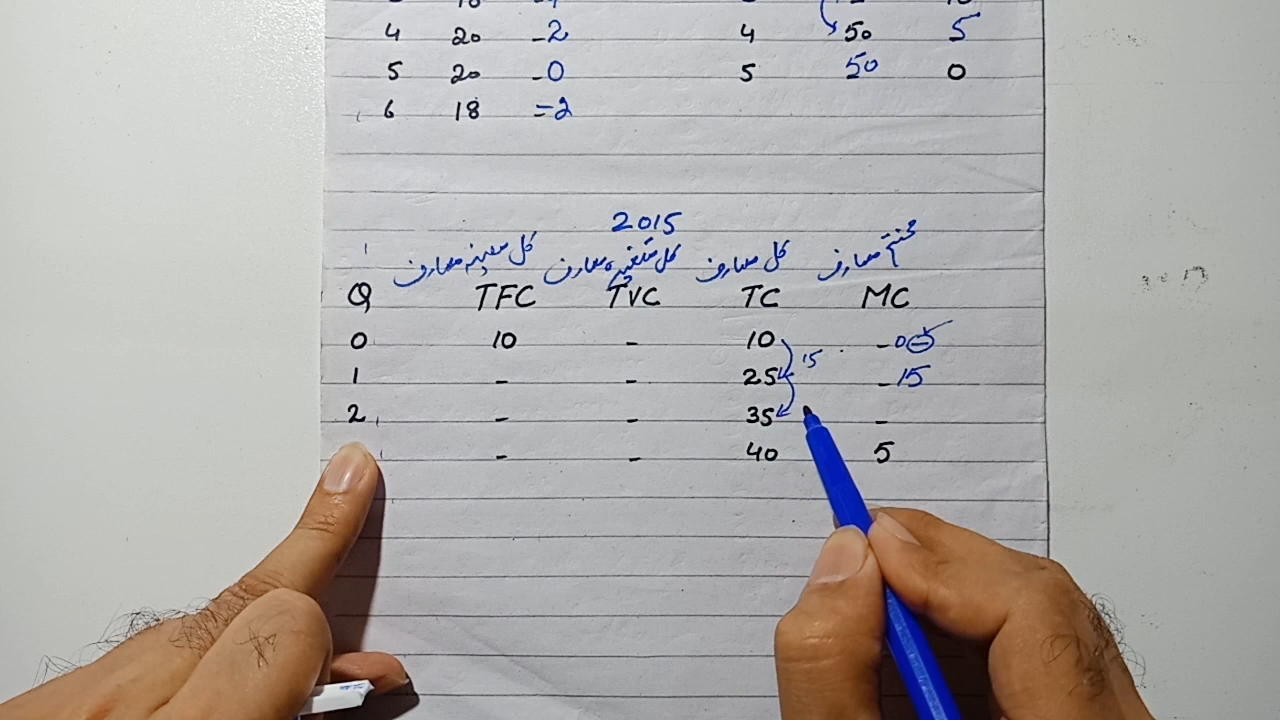 4 20 -2 4 50 5
5 20 -0 5 50 0
6 18 =2
2015
کل معینہ مصارف کل متغیرہ مصارف کل مصارف مختتم مصارف
Q TFC TVC TC MC
0 10 - 10 -0
15
1 - - 25 -15
2 - - 35 -
- - 40 5